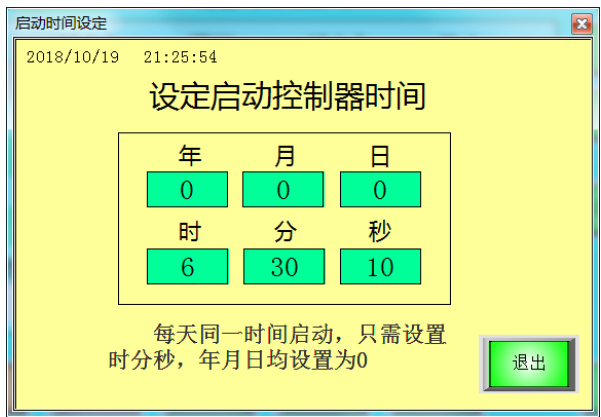 启动时间设定
2018/10/19 21:25:54
设定启动控制器时间
年 月 日
0 0 0
时 分 秒
6 30 10
每天同一时间启动，只需设置
时分秒，年月日均设置为0
退出